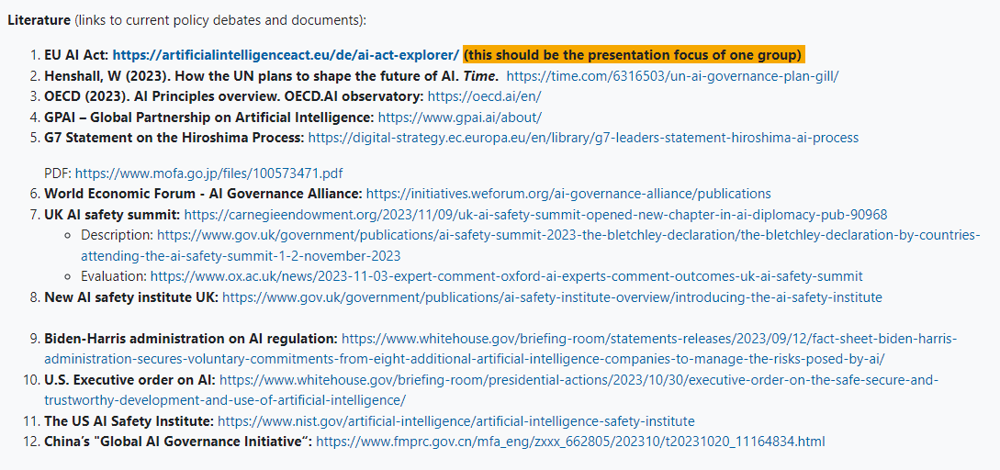 Literature (links to current policy debates and documents):
1. EU AI Act: https://artificialintelligenceact.eu/de/ai-act-explorer/ (this should be the presentation focus of one group)
2. Henshall, W (2023). How the UN plans to shape the future of AI. Time. https://time.com/6316503/un-ai-governance-plan-gill/
3. OECD (2023). AI Principles overview. OECD.AI observatory: https://oecd.ai/en/
4. GPAI – Global Partnership on Artificial Intelligence: https://www.gpai.ai/about/
5. G7 Statement on the Hiroshima Process: https://digital-strategy.ec.europa.eu/en/library/g7-leaders-statement-hiroshima-ai-process
PDF: https://www.mofa.go.jp/files/100573471.pdf
6. World Economic Forum - AI Governance Alliance: https://initiatives.weforum.org/ai-governance-alliance/publications
7. UK AI safety summit: https://carnegieendowment.org/2023/11/09/uk-ai-safety-summit-opened-new-chapter-in-ai-diplomacy-pub-90968
◦ Description: https://www.gov.uk/government/publications/ai-safety-summit-2023-the-bletchley-declaration/the-bletchley-declaration-by-countries-
attending-the-ai-safety-summit-1-2-november-2023
◦ Evaluation: https://www.ox.ac.uk/news/2023-11-03-expert-comment-oxford-ai-experts-comment-outcomes-uk-ai-safety-summit
8. New AI safety institute UK: https://www.gov.uk/government/publications/ai-safety-institute-overview/introducing-the-ai-safety-institute
9. Biden-Harris administration on AI regulation: https://www.whitehouse.gov/briefing-room/statements-releases/2023/09/12/fact-sheet-biden-harris-
administration-secures-voluntary-commitments-from-eight-additional-artificial-intelligence-companies-to-manage-the-risks-posed-by-ai/
10. U.S. Executive order on AI: https://www.whitehouse.gov/briefing-room/presidential-actions/2023/10/30/executive-order-on-the-safe-secure-and-
trustworthy-development-and-use-of-artificial-intelligence/
11. The US AI Safety Institute: https://www.nist.gov/artificial-intelligence/artificial-intelligence-safety-institute
12. China’s "Global AI Governance Initiative“: https://www.fmprc.gov.cn/mfa_eng/zxxx_662805/202310/t20231020_11164834.html